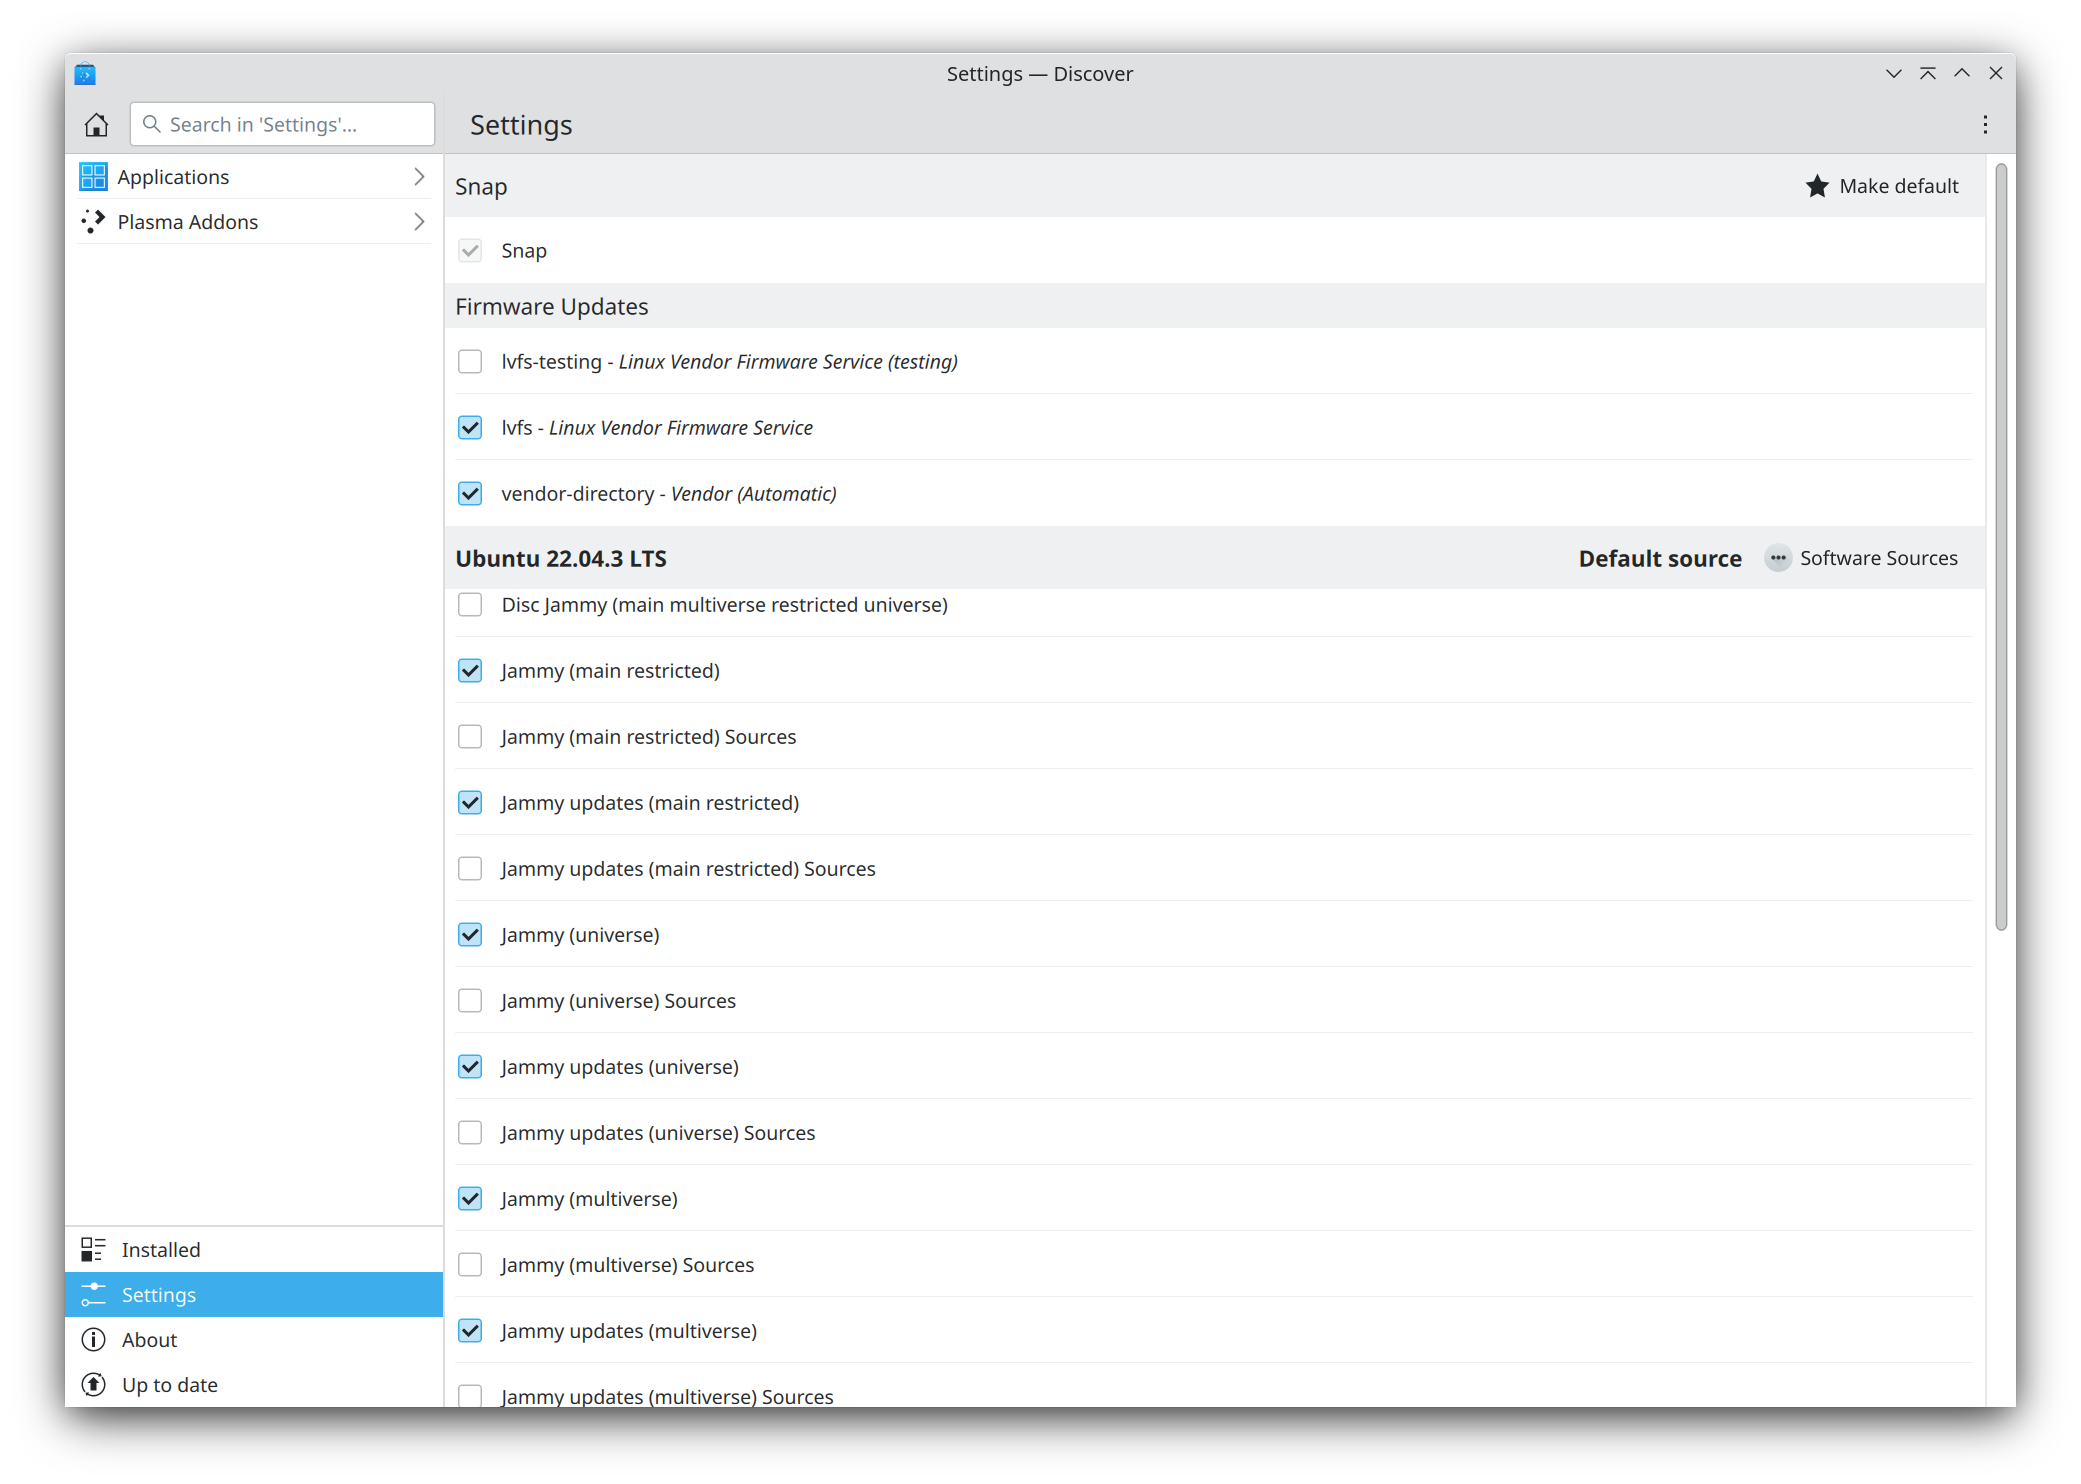 Settings — Discover
Search in 'Settings'...
Settings
Applications
Plasma Addons
Snap
Make default
Snap
Firmware Updates
lvfs-testing - Linux Vendor Firmware Service (testing)
lvfs - Linux Vendor Firmware Service
vendor-directory - Vendor (Automatic)
Ubuntu 22.04.3 LTS
Default source
Software Sources
Disc Jammy (main multiverse restricted universe)
Jammy (main restricted)
Jammy (main restricted) Sources
Jammy updates (main restricted)
Jammy updates (main restricted) Sources
Jammy (universe)
Jammy (universe) Sources
Jammy updates (universe)
Jammy updates (universe) Sources
Jammy (multiverse)
Jammy (multiverse) Sources
Jammy updates (multiverse)
Jammy updates (multiverse) Sources
Installed
Settings
About
Up to date